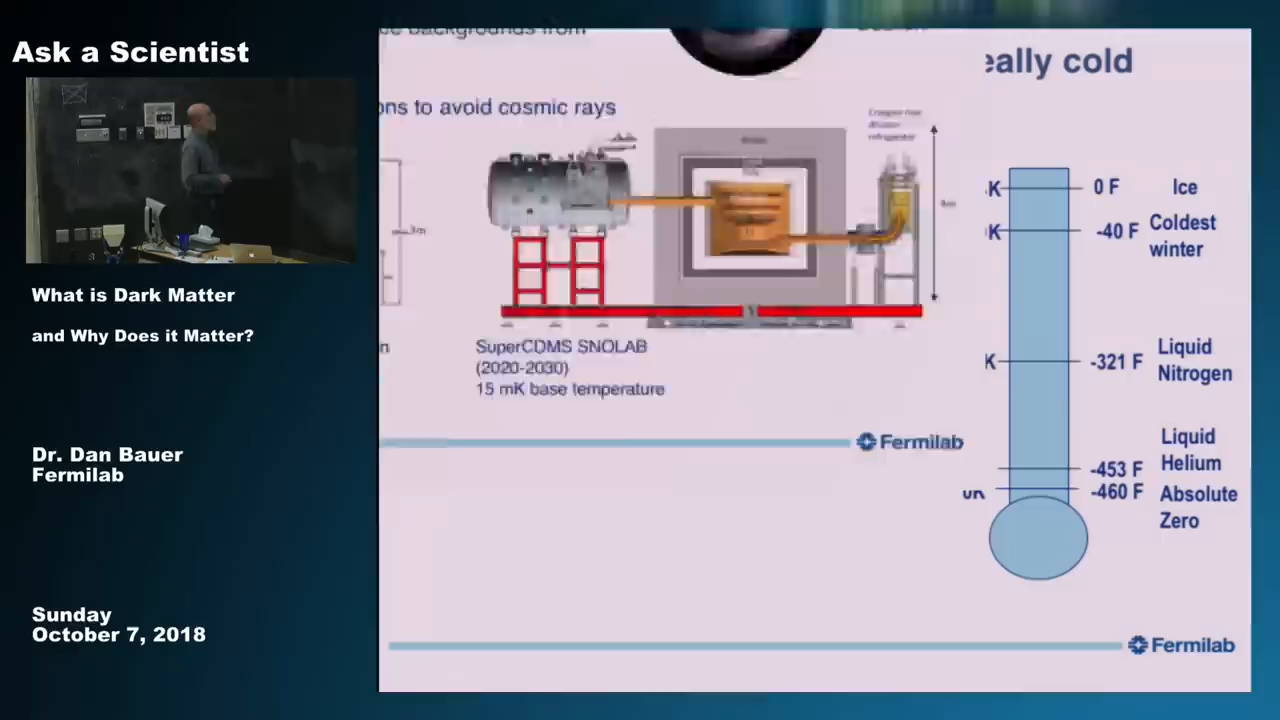 Ask a Scientist
What is Dark Matter
and Why Does it Matter?
Dr. Dan Bauer
Fermilab
Sunday
October 7, 2018
backgrounds from
ons to avoid cosmic rays
SuperCDMS SNOLAB
(2020-2030)
15 mK base temperature
Fermilab
eally cold
K 0 F Ice
K -40 F Coldest
winter
K -321 F Liquid
Nitrogen
-453 F Liquid
Helium
0K -460 F Absolute
Zero
Fermilab